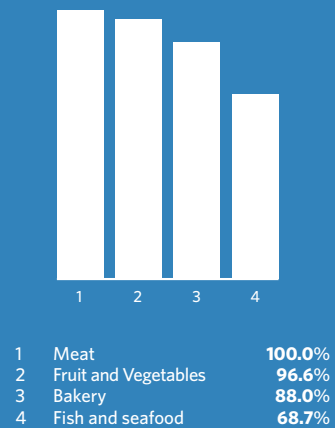 1 2 3 4
1 Meat 100.0%
2 Fruit and Vegetables 96.6%
3 Bakery 88.0%
4 Fish and seafood 68.7%